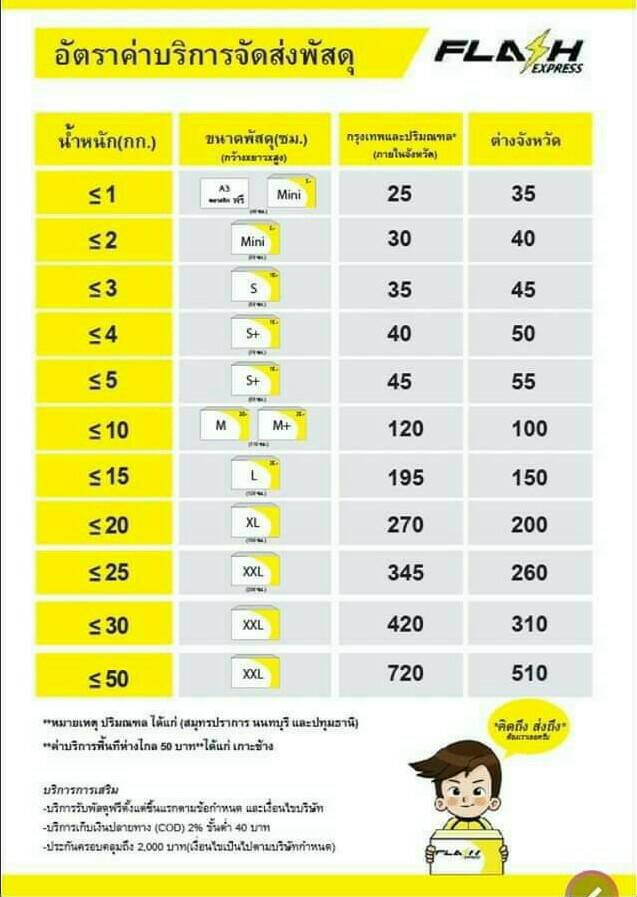 อัตราค่าบริการจัดส่งพัสดุ
FLASH
EXPRESS
น้ำหนัก(กก.) ขนาดพัสดุ(ซม.) กรุงเทพและปริมณฑล* ต่างจังหวัด
(กว้างxยาวxสูง) (ภายในจังหวัด)
≤ 1 A3 ฟรี Mini 25 35
≤ 2 Mini 30 40
≤ 3 S 35 45
≤ 4 S+ 40 50
≤ 5 S+ 45 55
≤ 10 M M+ 120 100
≤ 15 L 195 150
≤ 20 XL 270 200
≤ 25 XXL 345 260
≤ 30 XXL 420 310
≤ 50 XXL 720 510
**หมายเหตุ ปริมณฑล ได้แก่ (สมุทรปราการ นนทบุรี และปทุมธานี)
**ค่าบริการพื้นที่ห่างไกล 50 บาท**ได้แก่ เกาะช้าง
"คิดถึง ส่งถึง"
บริการการเสริม
-บริการรับพัสดุฟรีตั้งแต่ชิ้นแรกตามข้อกำหนด และเงื่อนไขบริษัท
-บริการเก็บเงินปลายทาง (COD) 2% ขั้นต่ำ 40 บาท
-ประกันครอบคลุมถึง 2,000 บาท(เงื่อนไขเป็นไปตามบริษัทกำหนด)
FLASH
EXPRESS